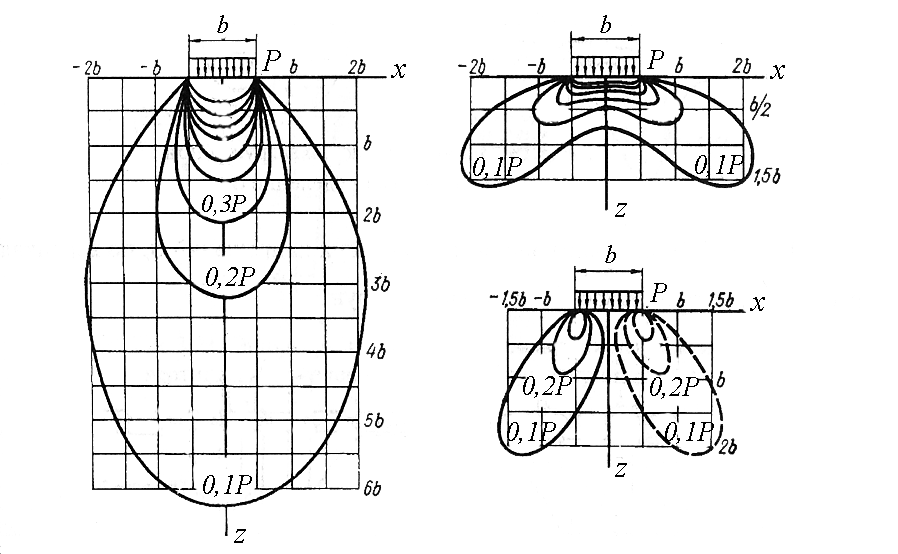 b
P
-2b -b b 2b x
b
0,3P
2b
0,2P
3b
4b
5b
0,1P
6b
z
b
P
-2b -b b 2b x
b/2
0,1P 0,1P
1,5b
z
b
P
-1,5b -b b 1,5b x
0,2P 0,2P
b
0,1P 0,1P
2b
z